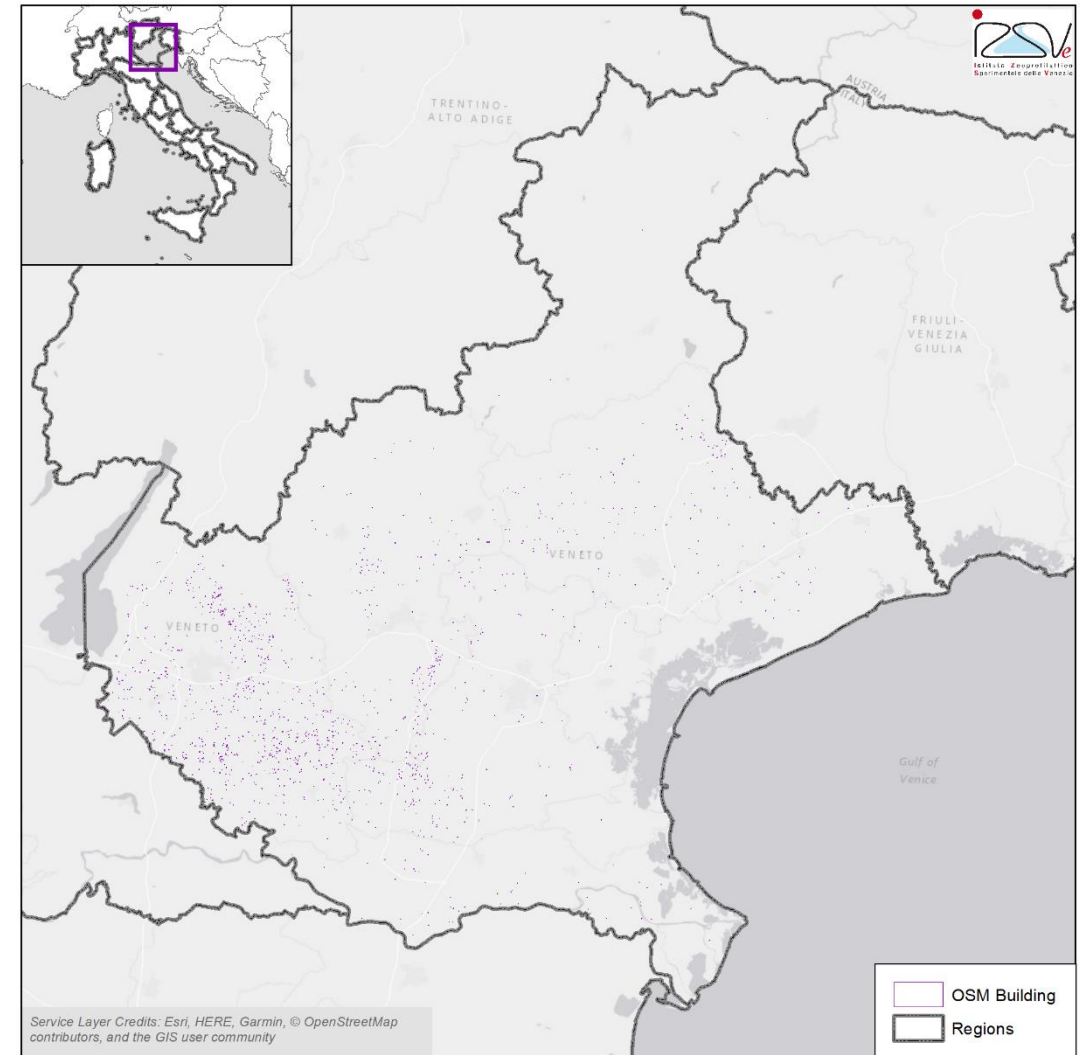 IZSVe
Istituto Zooprofilattico
Sperimentale delle Venezie
TRENTINO-
ALTO ADIGE
AUSTRIA
ITALY
FRIULI-
VENEZIA
GIULIA
VENETO
VENETO
Gulf of
Venice
OSM Building
Regions
Service Layer Credits: Esri, HERE, Garmin, © OpenStreetMap
contributors, and the GIS user community